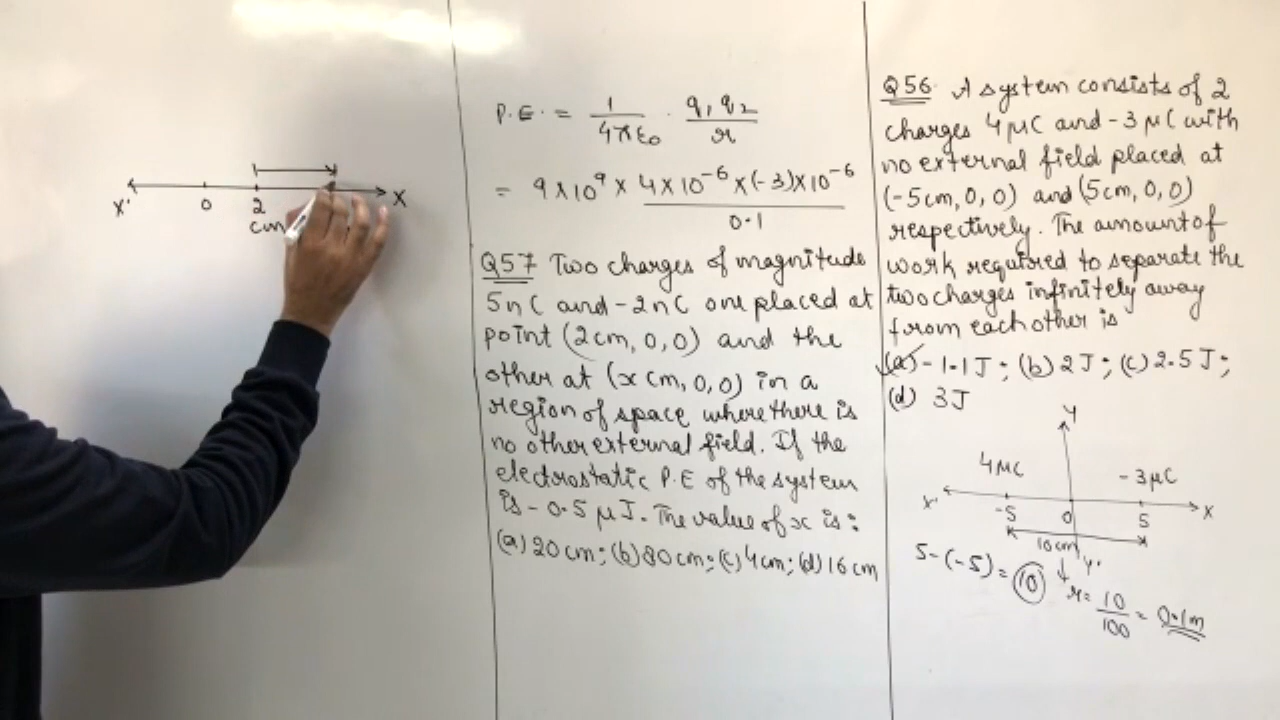 X' 0 2 X
cm
P.E. = 1/4πε₀ · q₁q₂/r
= 9×10⁹ × 4×10⁻⁶×(-3)×10⁻⁶/0.1
Q57 Two charges of magnitude
5nC and -2nC one placed at
point (2cm, 0, 0) and the
other at (x cm, 0, 0) in a
region of space where there is
no other external field. If the
electrostatic P.E of the system
is -0.5 μJ. The value of x is:
(a) 20 cm; (b) 80 cm; (c) 4 cm; (d) 16 cm
Q56. A system consists of 2
charges 4μC and -3μC with
no external field placed at
(-5cm, 0, 0) and (5cm, 0, 0)
respectively. The amount of
work required to separate the
two charges infinitely away
from each other is
(a) -1.1J; (b) 2J; (c) 2.5J;
(d) 3J
Y
4μC -3μC
X' -5 0 5 X
10cm
Y'
5-(-5) = 10
r = 10/100 = 0.1m